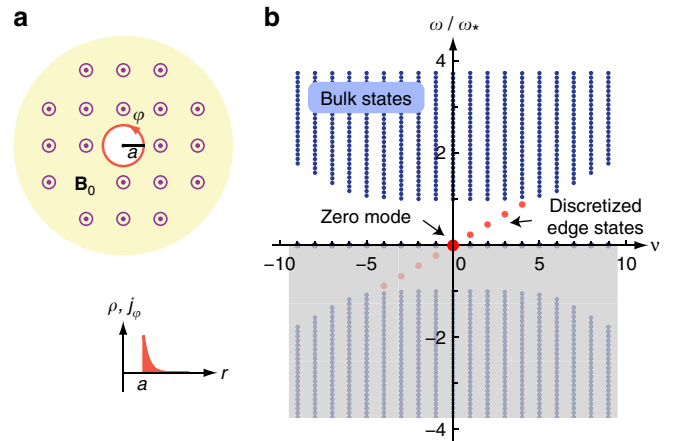 a
φ
a
B₀
ρ, jφ
a
r
b
ω / ω⋆
4
Bulk states
2
Zero mode
Discretized
edge states
−10
−5
0
5
10
ν
−2
−4